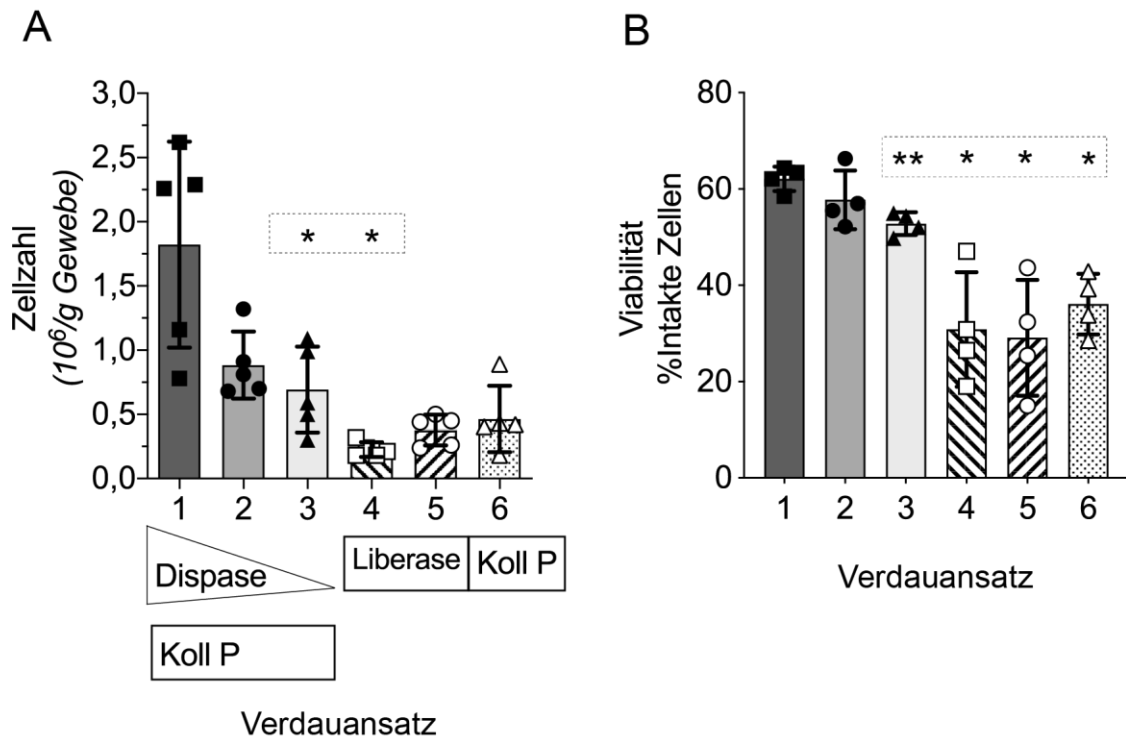 A
Zellzahl
(10⁶/g Gewebe)
3,0
2,5
2,0
1,5
1,0
0,5
0,0
* *
1 2 3 4 5 6
Dispase
Liberase
Koll P
Koll P
Verdauansatz
B
Viabilität
%Intakte Zellen
80
60
40
20
0
** * * *
1 2 3 4 5 6
Verdauansatz